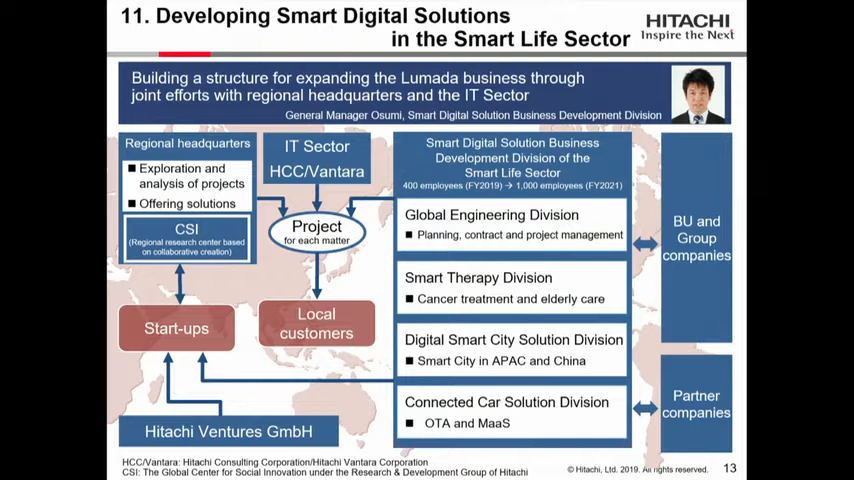 11. Developing Smart Digital Solutions
in the Smart Life Sector
HITACHI
Inspire the Next
Building a structure for expanding the Lumada business through
joint efforts with regional headquarters and the IT Sector
General Manager Osumi, Smart Digital Solution Business Development Division
Regional headquarters
■ Exploration and
analysis of projects
■ Offering solutions
CSI
(Regional research center based
on collaborative creation)
IT Sector
HCC/Vantara
Project
for each matter
Start-ups
Local
customers
Hitachi Ventures GmbH
Smart Digital Solution Business
Development Division of the
Smart Life Sector
400 employees (FY2019) → 1,000 employees (FY2021)
Global Engineering Division
■ Planning, contract and project management
Smart Therapy Division
■ Cancer treatment and elderly care
Digital Smart City Solution Division
■ Smart City in APAC and China
Connected Car Solution Division
■ OTA and MaaS
BU and
Group
companies
Partner
companies
HCC/Vantara: Hitachi Consulting Corporation/Hitachi Vantara Corporation
CSI: The Global Center for Social Innovation under the Research & Development Group of Hitachi
© Hitachi, Ltd. 2019. All rights reserved.
13